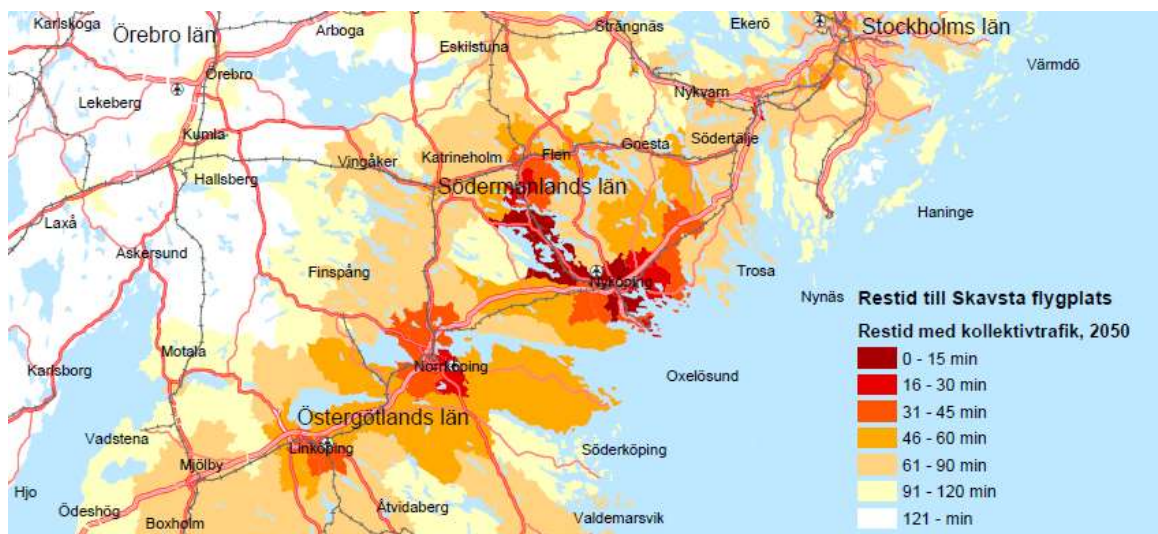 Karlskoga
Örebro län
Arboga
Strängnäs
Ekerö
Stockholms län
Eskilstuna
Värmdö
Örebro
Lekeberg
Nykvarn
Kumla
Södertälje
Gnesta
Flen
Katrineholm
Vingåker
Hallsberg
Södermanlands län
Laxå
Haninge
Askersund
Finspång
Trosa
Nyköping
Nynäs
Restid till Skavsta flygplats
Restid med kollektivtrafik, 2050
0 - 15 min
16 - 30 min
31 - 45 min
46 - 60 min
61 - 90 min
91 - 120 min
121 - min
Motala
Karlsborg
Norrköping
Oxelösund
Östergötlands län
Vadstena
Linköping
Söderköping
Mjölby
Hjo
Ödeshög
Åtvidaberg
Boxholm
Valdemarsvik